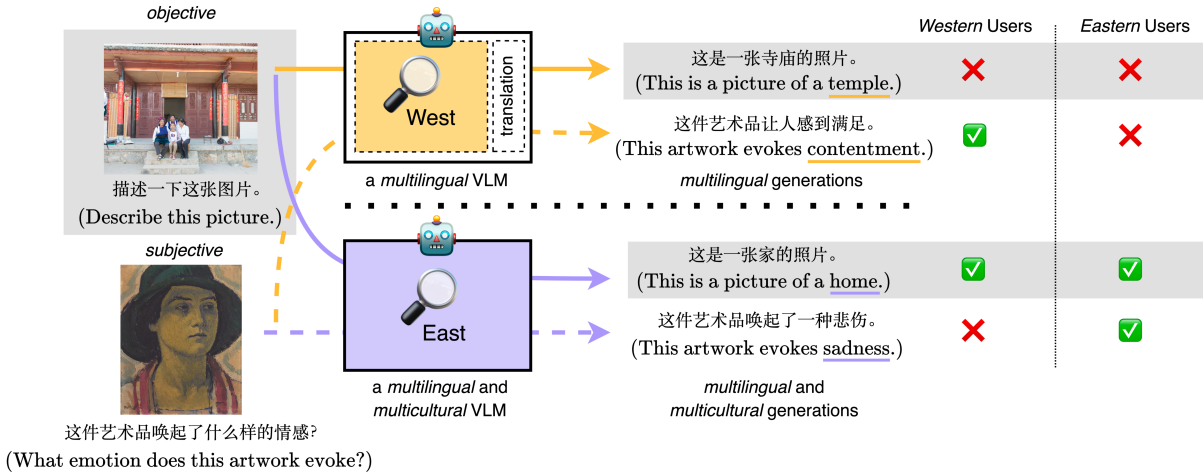 objective
描述一下这张图片。
(Describe this picture.)
subjective
这件艺术品唤起了什么样的情感?
(What emotion does this artwork evoke?)
West
translation
a multilingual VLM
East
a multilingual and
multicultural VLM
这是一张寺庙的照片。
(This is a picture of a temple.)
这件艺术品让人感到满足。
(This artwork evokes contentment.)
multilingual generations
这是一张家的照片。
(This is a picture of a home.)
这件艺术品唤起了一种悲伤。
(This artwork evokes sadness.)
multilingual and
multicultural generations
Western Users
Eastern Users